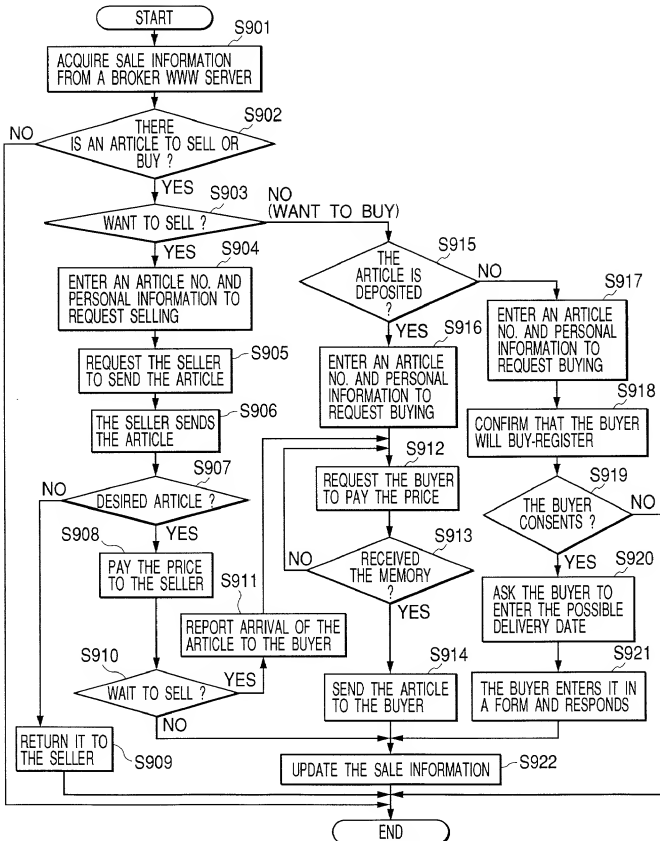 START
S901
ACQUIRE SALE INFORMATION
FROM A BROKER WWW SERVER
S902
NO
THERE
IS AN ARTICLE TO SELL OR
BUY ?
YES
S903
NO
(WANT TO BUY)
WANT TO SELL ?
YES
S904
ENTER AN ARTICLE NO. AND
PERSONAL INFORMATION TO
REQUEST SELLING
S905
REQUEST THE SELLER
TO SEND THE ARTICLE
S906
THE SELLER SENDS
THE ARTICLE
S907
NO
DESIRED ARTICLE ?
YES
S908
PAY THE PRICE
TO THE SELLER
S911
REPORT ARRIVAL OF THE
ARTICLE TO THE BUYER
S910
WAIT TO SELL ?
YES
NO
RETURN IT TO
THE SELLER
S909
S915
THE
ARTICLE IS
DEPOSITED
?
NO
YES
S916
ENTER AN ARTICLE
NO. AND PERSONAL
INFORMATION TO
REQUEST BUYING
S912
REQUEST THE BUYER
TO PAY THE PRICE
S913
NO
RECEIVED
THE MEMORY
?
YES
S914
SEND THE ARTICLE
TO THE BUYER
S917
ENTER AN ARTICLE
NO. AND PERSONAL
INFORMATION TO
REQUEST BUYING
S918
CONFIRM THAT THE BUYER
WILL BUY-REGISTER
S919
THE BUYER
CONSENTS ?
NO
YES
S920
ASK THE BUYER TO
ENTER THE POSSIBLE
DELIVERY DATE
S921
THE BUYER ENTERS IT IN
A FORM AND RESPONDS
UPDATE THE SALE INFORMATION
S922
END